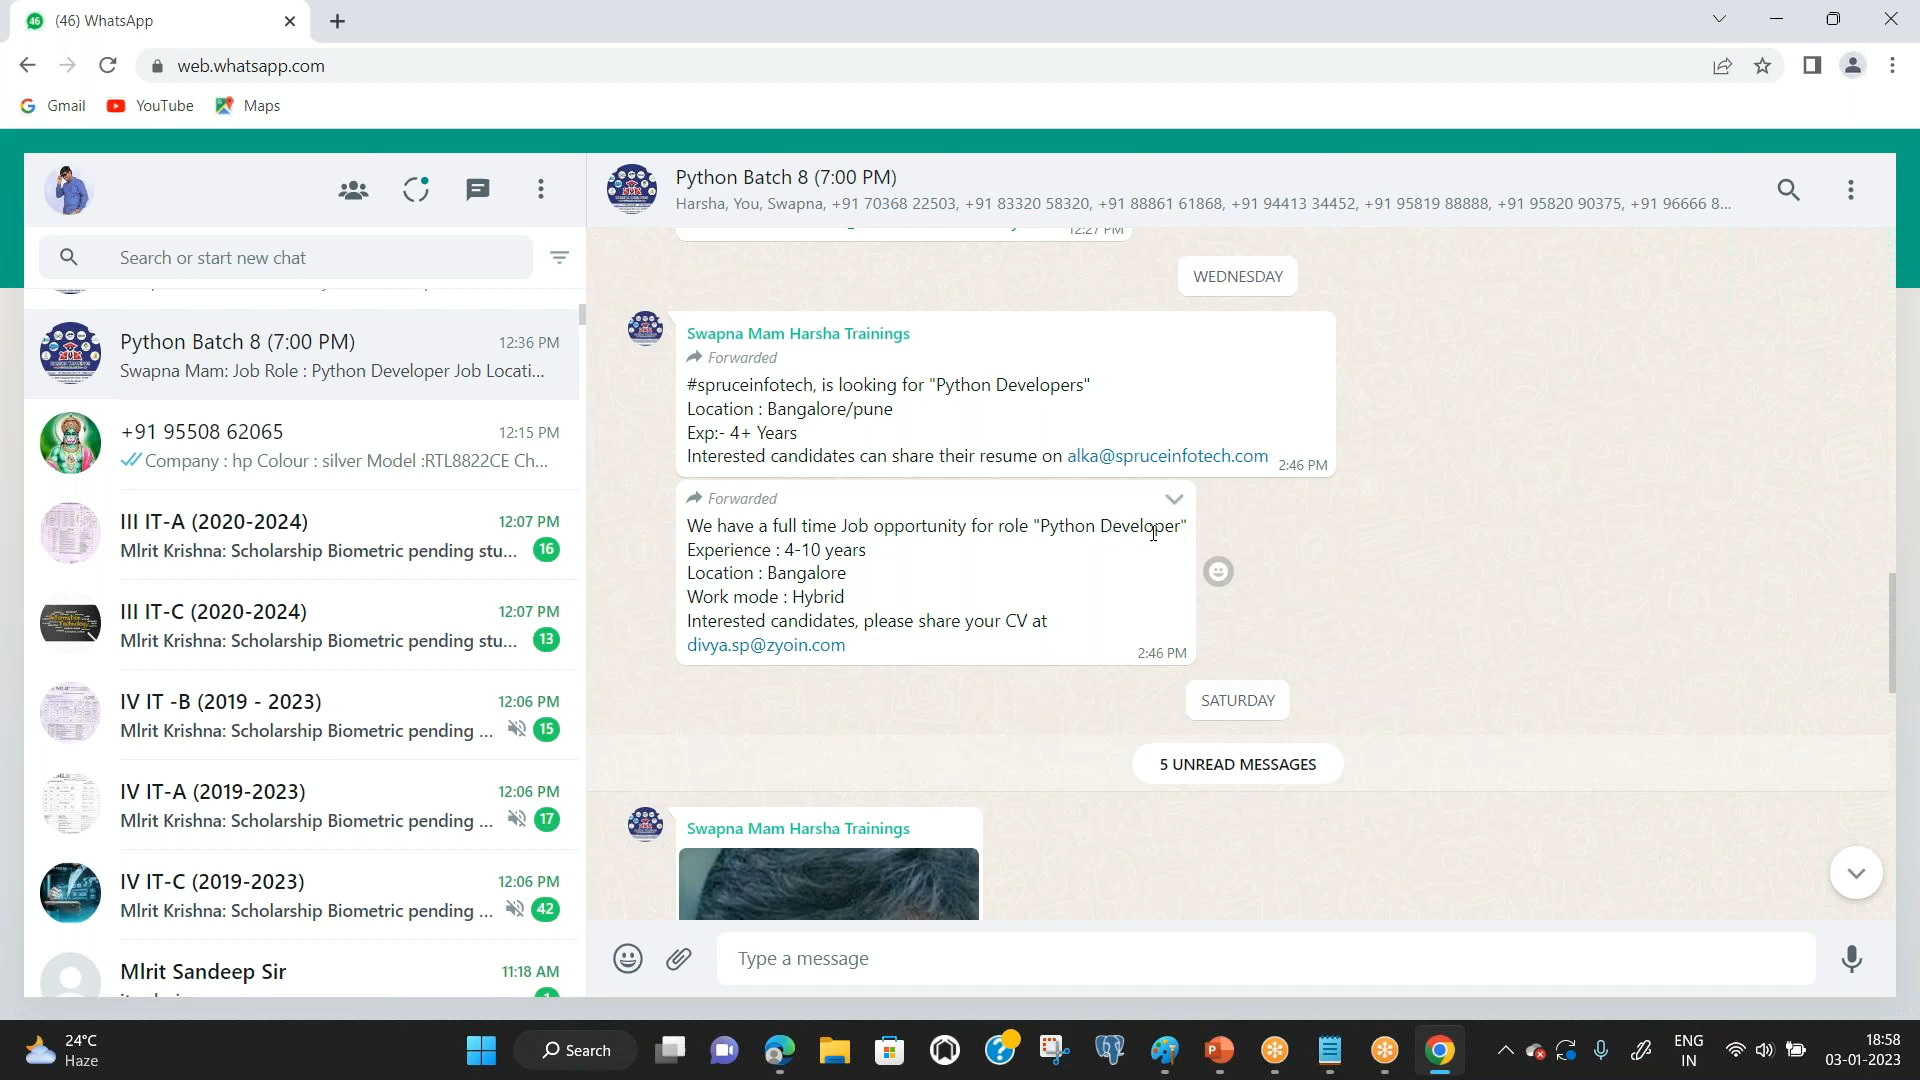 (46) WhatsApp
web.whatsapp.com
Gmail
YouTube
Maps
Search or start new chat
Python Batch 8 (7:00 PM)
12:36 PM
Swapna Mam: Job Role : Python Developer Job Locati...
+91 95508 62065
12:15 PM
Company : hp Colour : silver Model :RTL8822CE Ch...
III IT-A (2020-2024)
12:07 PM
Mlrit Krishna: Scholarship Biometric pending stu...
16
III IT-C (2020-2024)
12:07 PM
Mlrit Krishna: Scholarship Biometric pending stu...
13
IV IT -B (2019 - 2023)
12:06 PM
Mlrit Krishna: Scholarship Biometric pending ...
15
IV IT-A (2019-2023)
12:06 PM
Mlrit Krishna: Scholarship Biometric pending ...
17
IV IT-C (2019-2023)
12:06 PM
Mlrit Krishna: Scholarship Biometric pending ...
42
Mlrit Sandeep Sir
11:18 AM
Python Batch 8 (7:00 PM)
Harsha, You, Swapna, +91 70368 22503, +91 83320 58320, +91 88861 61868, +91 94413 34452, +91 95819 88888, +91 95820 90375, +91 96666 8...
12:27 PM
WEDNESDAY
Swapna Mam Harsha Trainings
Forwarded
#spruceinfotech, is looking for "Python Developers"
Location : Bangalore/pune
Exp:- 4+ Years
Interested candidates can share their resume on alka@spruceinfotech.com
2:46 PM
Forwarded
We have a full time Job opportunity for role "Python Developer"
Experience : 4-10 years
Location : Bangalore
Work mode : Hybrid
Interested candidates, please share your CV at
divya.sp@zyoin.com
2:46 PM
SATURDAY
5 UNREAD MESSAGES
Swapna Mam Harsha Trainings
Type a message
24°C
Haze
Search
ENG
IN
18:58
03-01-2023